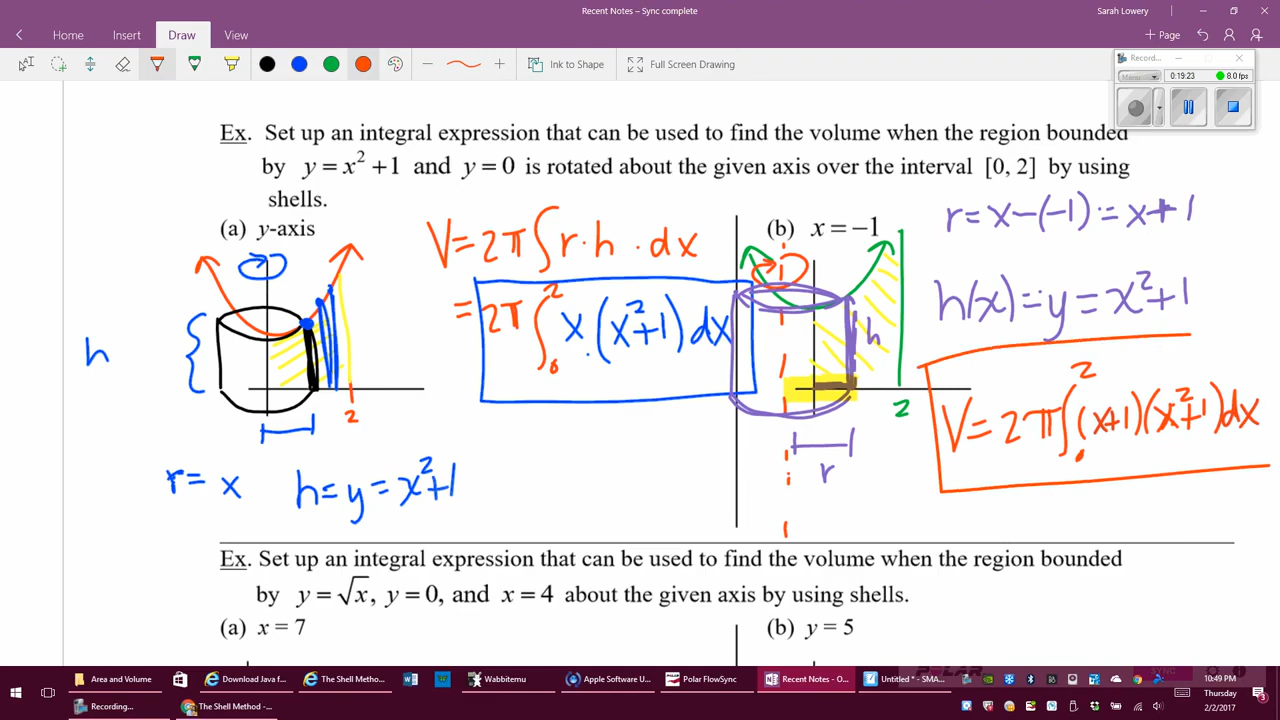 Recent Notes – Sync complete
Sarah Lowery
Home Insert Draw View
+ Page
Ink to Shape
Full Screen Drawing
Recor...
0:19:23
8.0 fps
Ex. Set up an integral expression that can be used to find the volume when the region bounded
by y = x² + 1 and y = 0 is rotated about the given axis over the interval [0, 2] by using
shells.
(a) y-axis
V = 2π ∫ r · h · dx
= 2π ∫₀² x (x²+1) dx
h
2
r = x h = y = x²+1
(b) x = −1
r = x − (−1) = x + 1
h(x) = y = x²+1
h
2
r
V = 2π ∫₀² (x+1)(x²+1) dx
Ex. Set up an integral expression that can be used to find the volume when the region bounded
by y = √x, y = 0, and x = 4 about the given axis by using shells.
(a) x = 7
(b) y = 5
Area and Volume
Download Java f...
The Shell Metho...
Wabbitemu
Apple Software U...
Polar FlowSync
Recent Notes - O...
Untitled * - SMA...
10:49 PM
Thursday
2/2/2017
Recording...
The Shell Method -...